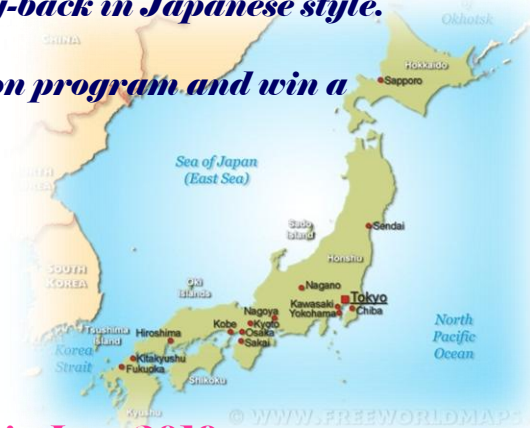 -back in Japanese style.
Okhotsk
CHINA
Hokkaido
on program and win a
Sapporo
Sea of Japan
(East Sea)
NORTH
KOREA
Sado
Island
Sendai
Honshu
SOUTH
KOREA
Oki
Islands
Nagano
Tokyo
Kawasaki
Yokohama
Chiba
Nagoya
Kobe
Kyoto
Osaka
Sakai
North
Pacific
Ocean
Tsushima
Island
Hiroshima
Korea
Strait
Kitakyushu
Fukuoka
Shikoku
Kyushu
© WWW.FREEWORLDMAPS